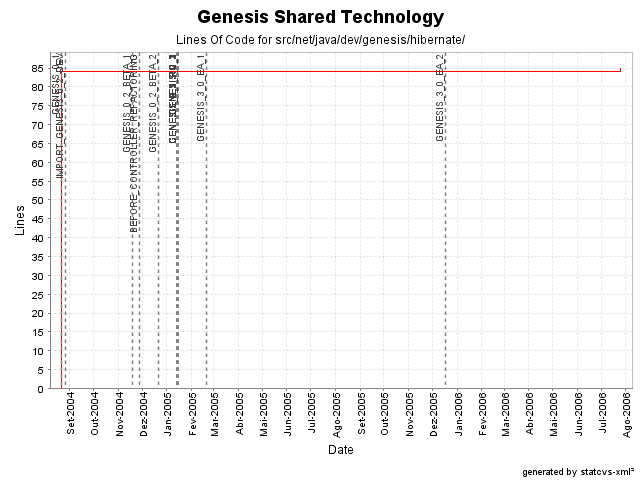 Genesis Shared Technology
Lines Of Code for src/net/java/dev/genesis/hibernate/
Lines
85
80
75
70
65
60
55
50
45
40
35
30
25
20
15
10
5
0
GENESIS_0_2_BETA_1
BEFORE_CONTROLLER_REFACTORING
GENESIS_0_2_BETA_2
GENESIS_3_0_EA_1
GENESIS_3_0_EA_2
Set-2004
Out-2004
Nov-2004
Dez-2004
Jan-2005
Fev-2005
Mar-2005
Abr-2005
Mai-2005
Jun-2005
Jul-2005
Ago-2005
Set-2005
Out-2005
Nov-2005
Dez-2005
Jan-2006
Fev-2006
Mar-2006
Abr-2006
Mai-2006
Jun-2006
Jul-2006
Ago-2006
Date
generated by statcvs-xml²